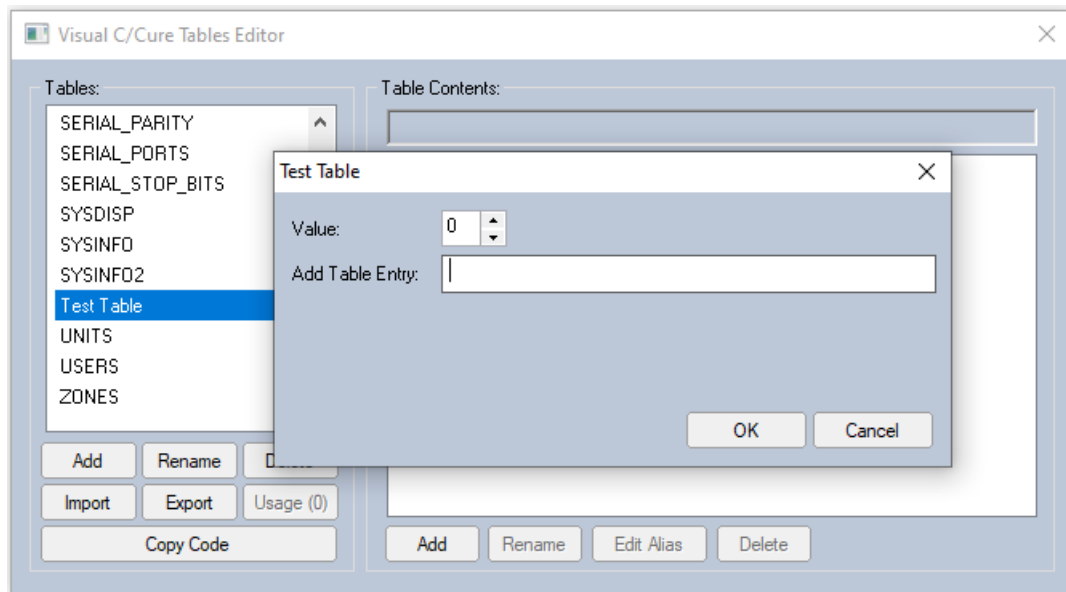 Visual C/Cure Tables Editor
Tables:
SERIAL_PARITY
SERIAL_PORTS
SERIAL_STOP_BITS
SYSDISP
SYSINFO
SYSINFO2
Test Table
UNITS
USERS
ZONES
Add Rename
Import Export Usage (0)
Copy Code
Table Contents:
Test Table
Value: 0
Add Table Entry:
OK Cancel
Add Rename Edit Alias Delete